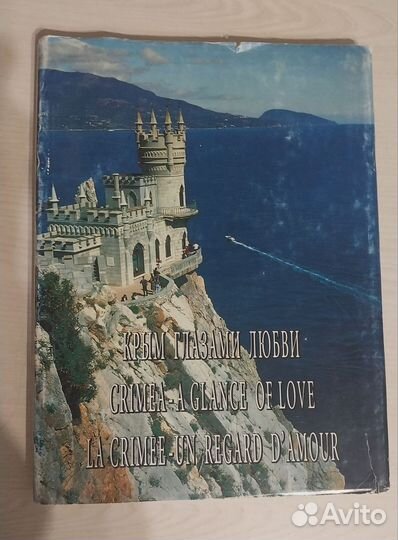 КРЫМ ГЛАЗАМИ ЛЮБВИ
CRIMEA-A GLANCE OF LOVE
LA CRIMEE-UN REGARD D'AMOUR
Avito